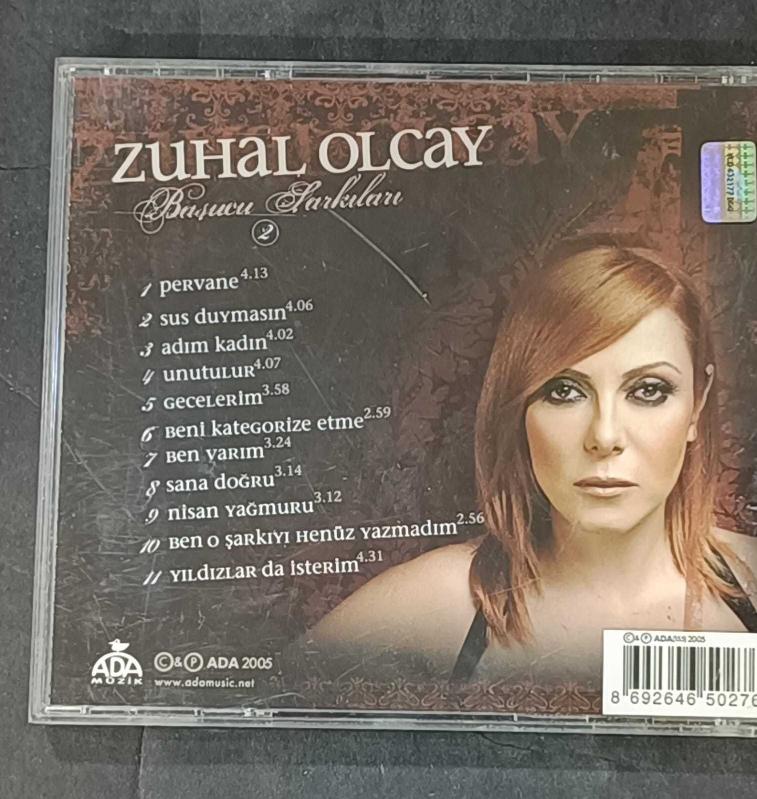 ZUHAL OLCAY
Başucu Şarkıları
2
1 Pervane 4.13
2 sus duymasın 4.06
3 adım kadın 4.02
4 unutulur 4.07
5 Gecelerim 3.58
6 Beni kategorize etme 2.59
7 Ben yarım 3.24
8 sana doğru 3.14
9 nisan yağmuru 3.12
10 Ben o şarkıyı Henüz yazmadım 2.56
11 yıldızlar da isterim 4.31
ADA
MÜZİK
©&℗ ADA 2005
www.adamusic.net
©&℗ ADA 2005
8 692646 50276